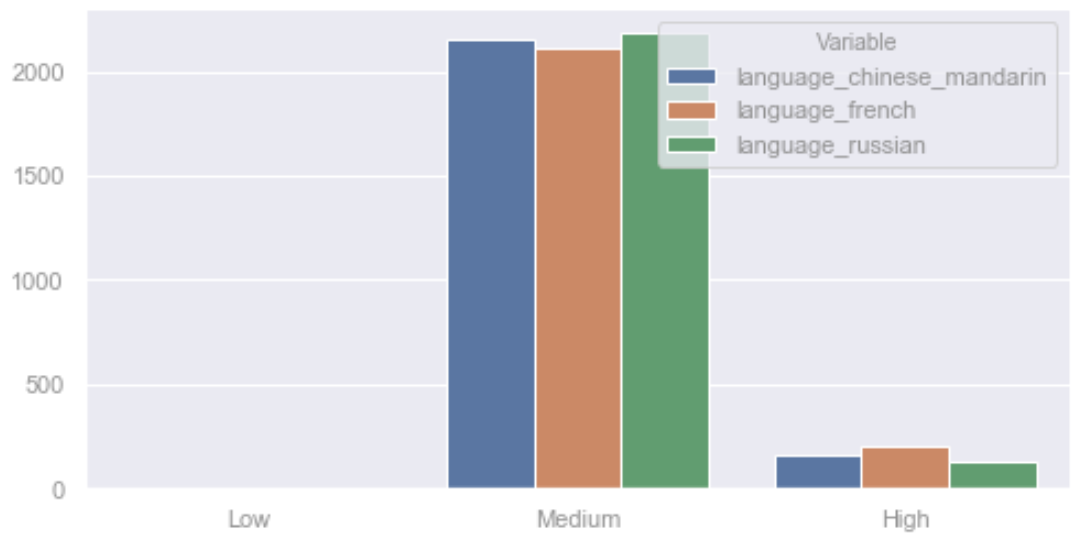 Variable
language_chinese_mandarin
language_french
language_russian
2000
1500
1000
500
0
Low Medium High